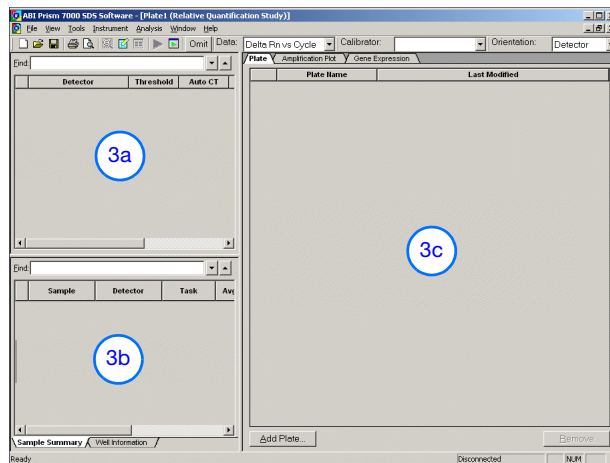 ABI Prism 7000 SDS Software - [Plate1 (Relative Quantification Study)]
File View Tools Instrument Analysis Window Help
Omit Data: Delta Rn vs Cycle Calibrator: Orientation: Detector
Find:
Detector Threshold Auto CT
3a
Find:
Sample Detector Task Avg
3b
Sample Summary Well Information
Plate Amplification Plot Gene Expression
Plate Name Last Modified
3c
Add Plate... Remove
Ready Disconnected NUM